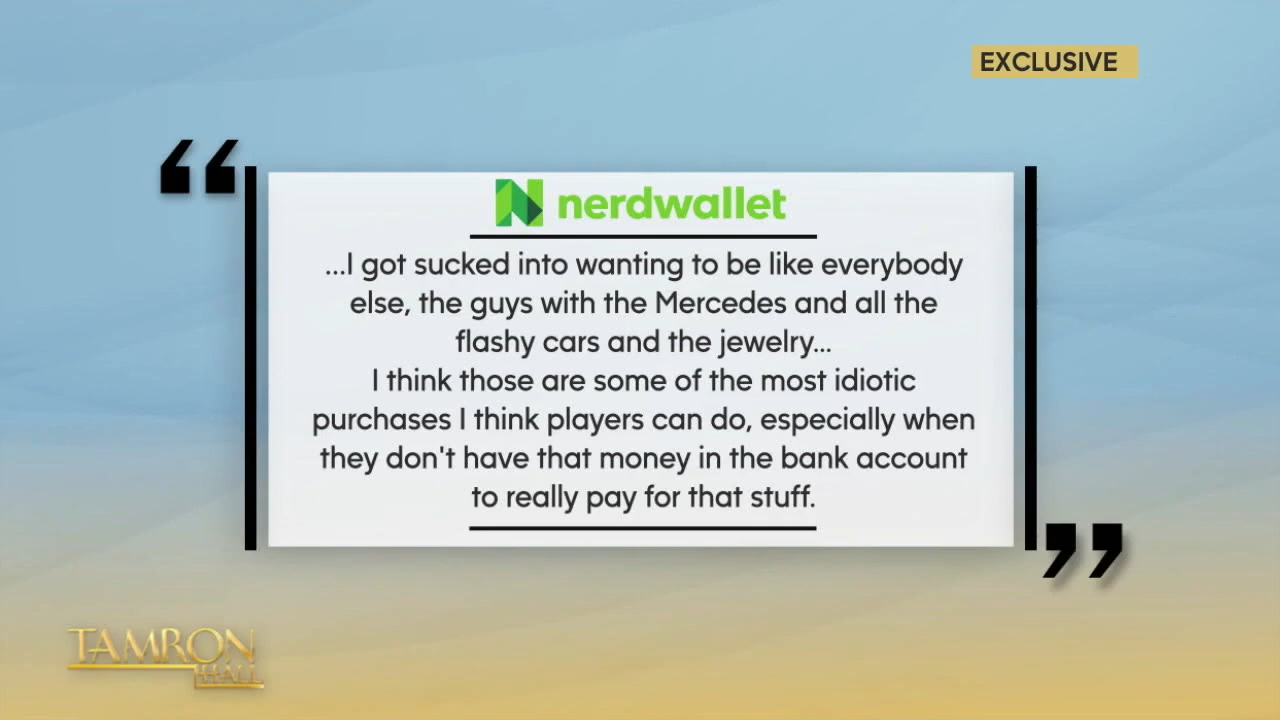 EXCLUSIVE
“
nerdwallet
...I got sucked into wanting to be like everybody
else, the guys with the Mercedes and all the
flashy cars and the jewelry...
I think those are some of the most idiotic
purchases I think players can do, especially when
they don't have that money in the bank account
to really pay for that stuff.
”
TAMRON
HALL